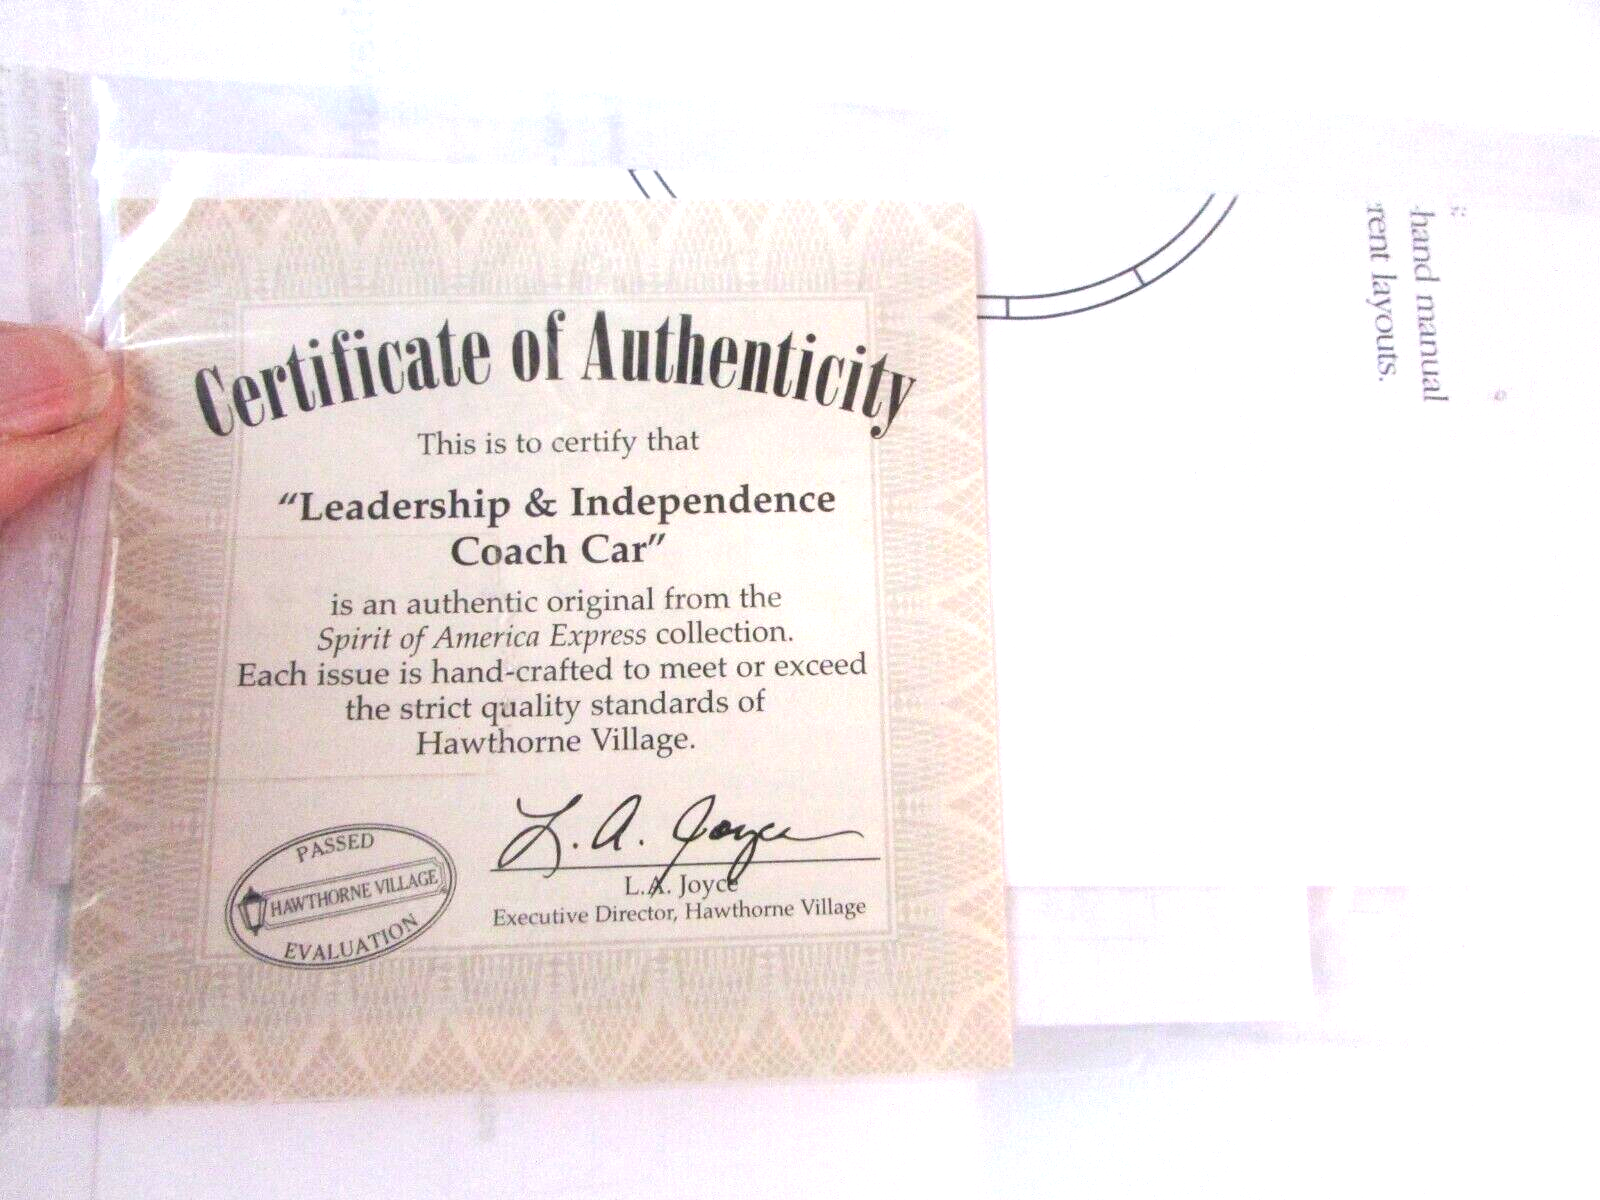 Certificate of Authenticity
This is to certify that
"Leadership & Independence
Coach Car"
is an authentic original from the
Spirit of America Express collection.
Each issue is hand-crafted to meet or exceed
the strict quality standards of
Hawthorne Village.
L. A. Joyce
L.A. Joyce
Executive Director, Hawthorne Village
PASSED
HAWTHORNE VILLAGE
EVALUATION
-hand manual
rent layouts.